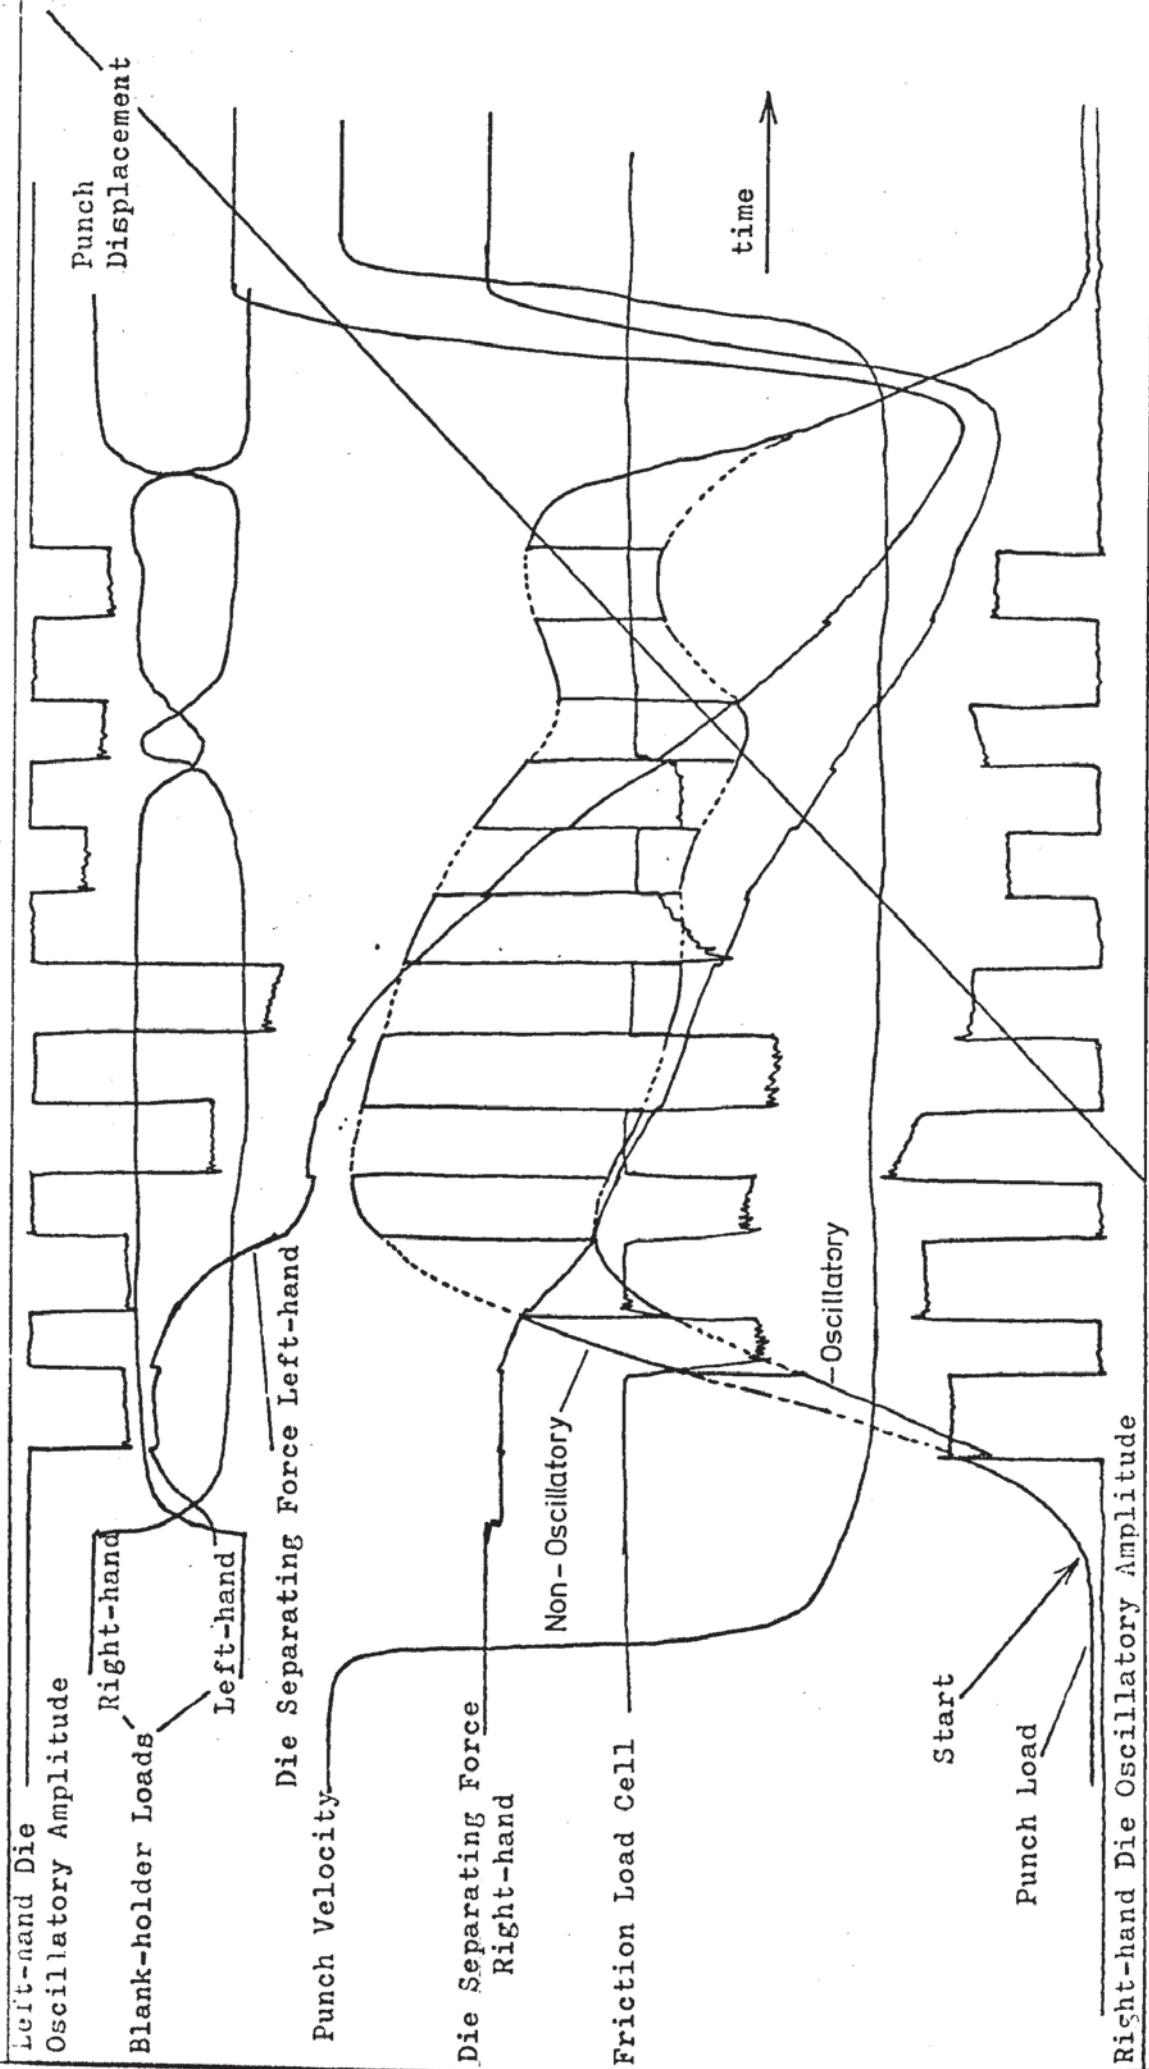 Left-hand Die
Oscillatory Amplitude
Blank-holder Loads
Right-hand
Left-hand
Die Separating Force Left-hand
Punch Velocity
Die Separating Force
Right-hand
Friction Load Cell
Non-Oscillatory
Oscillatory
Start
Punch Load
Right-hand Die Oscillatory Amplitude
Punch
Displacement
time